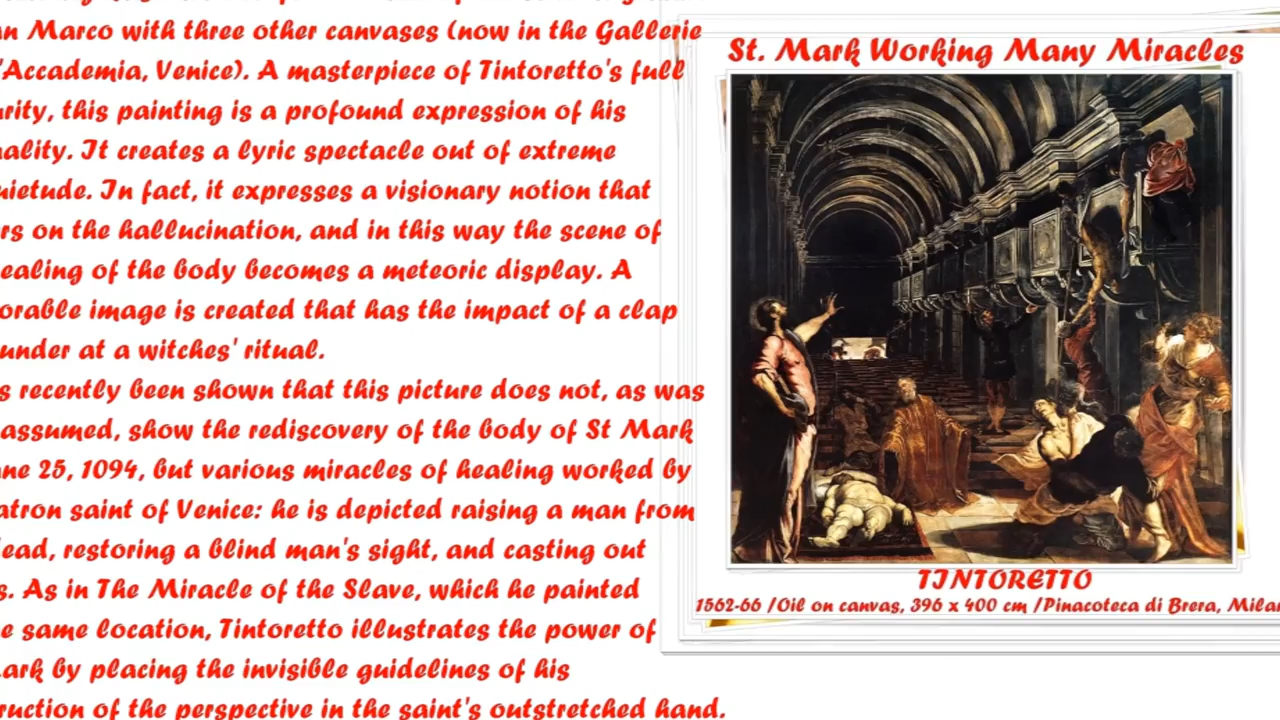 an Marco with three other canvases (now in the Gallerie
'Accademia, Venice). A masterpiece of Tintoretto's full
urity, this painting is a profound expression of his
nality. It creates a lyric spectacle out of extreme
uietude. In fact, it expresses a visionary notion that
ers on the hallucination, and in this way the scene of
ealing of the body becomes a meteoric display. A
orable image is created that has the impact of a clap
under at a witches' ritual.
s recently been shown that this picture does not, as was
assumed, show the rediscovery of the body of St Mark
une 25, 1094, but various miracles of healing worked by
atron saint of Venice: he is depicted raising a man from
dead, restoring a blind man's sight, and casting out
s. As in The Miracle of the Slave, which he painted
e same location, Tintoretto illustrates the power of
ark by placing the invisible guidelines of his
ruction of the perspective in the saint's outstretched hand.
St. Mark Working Many Miracles
TINTORETTO
1562-66 /Oil on canvas, 396 x 400 cm /Pinacoteca di Brera, Milan